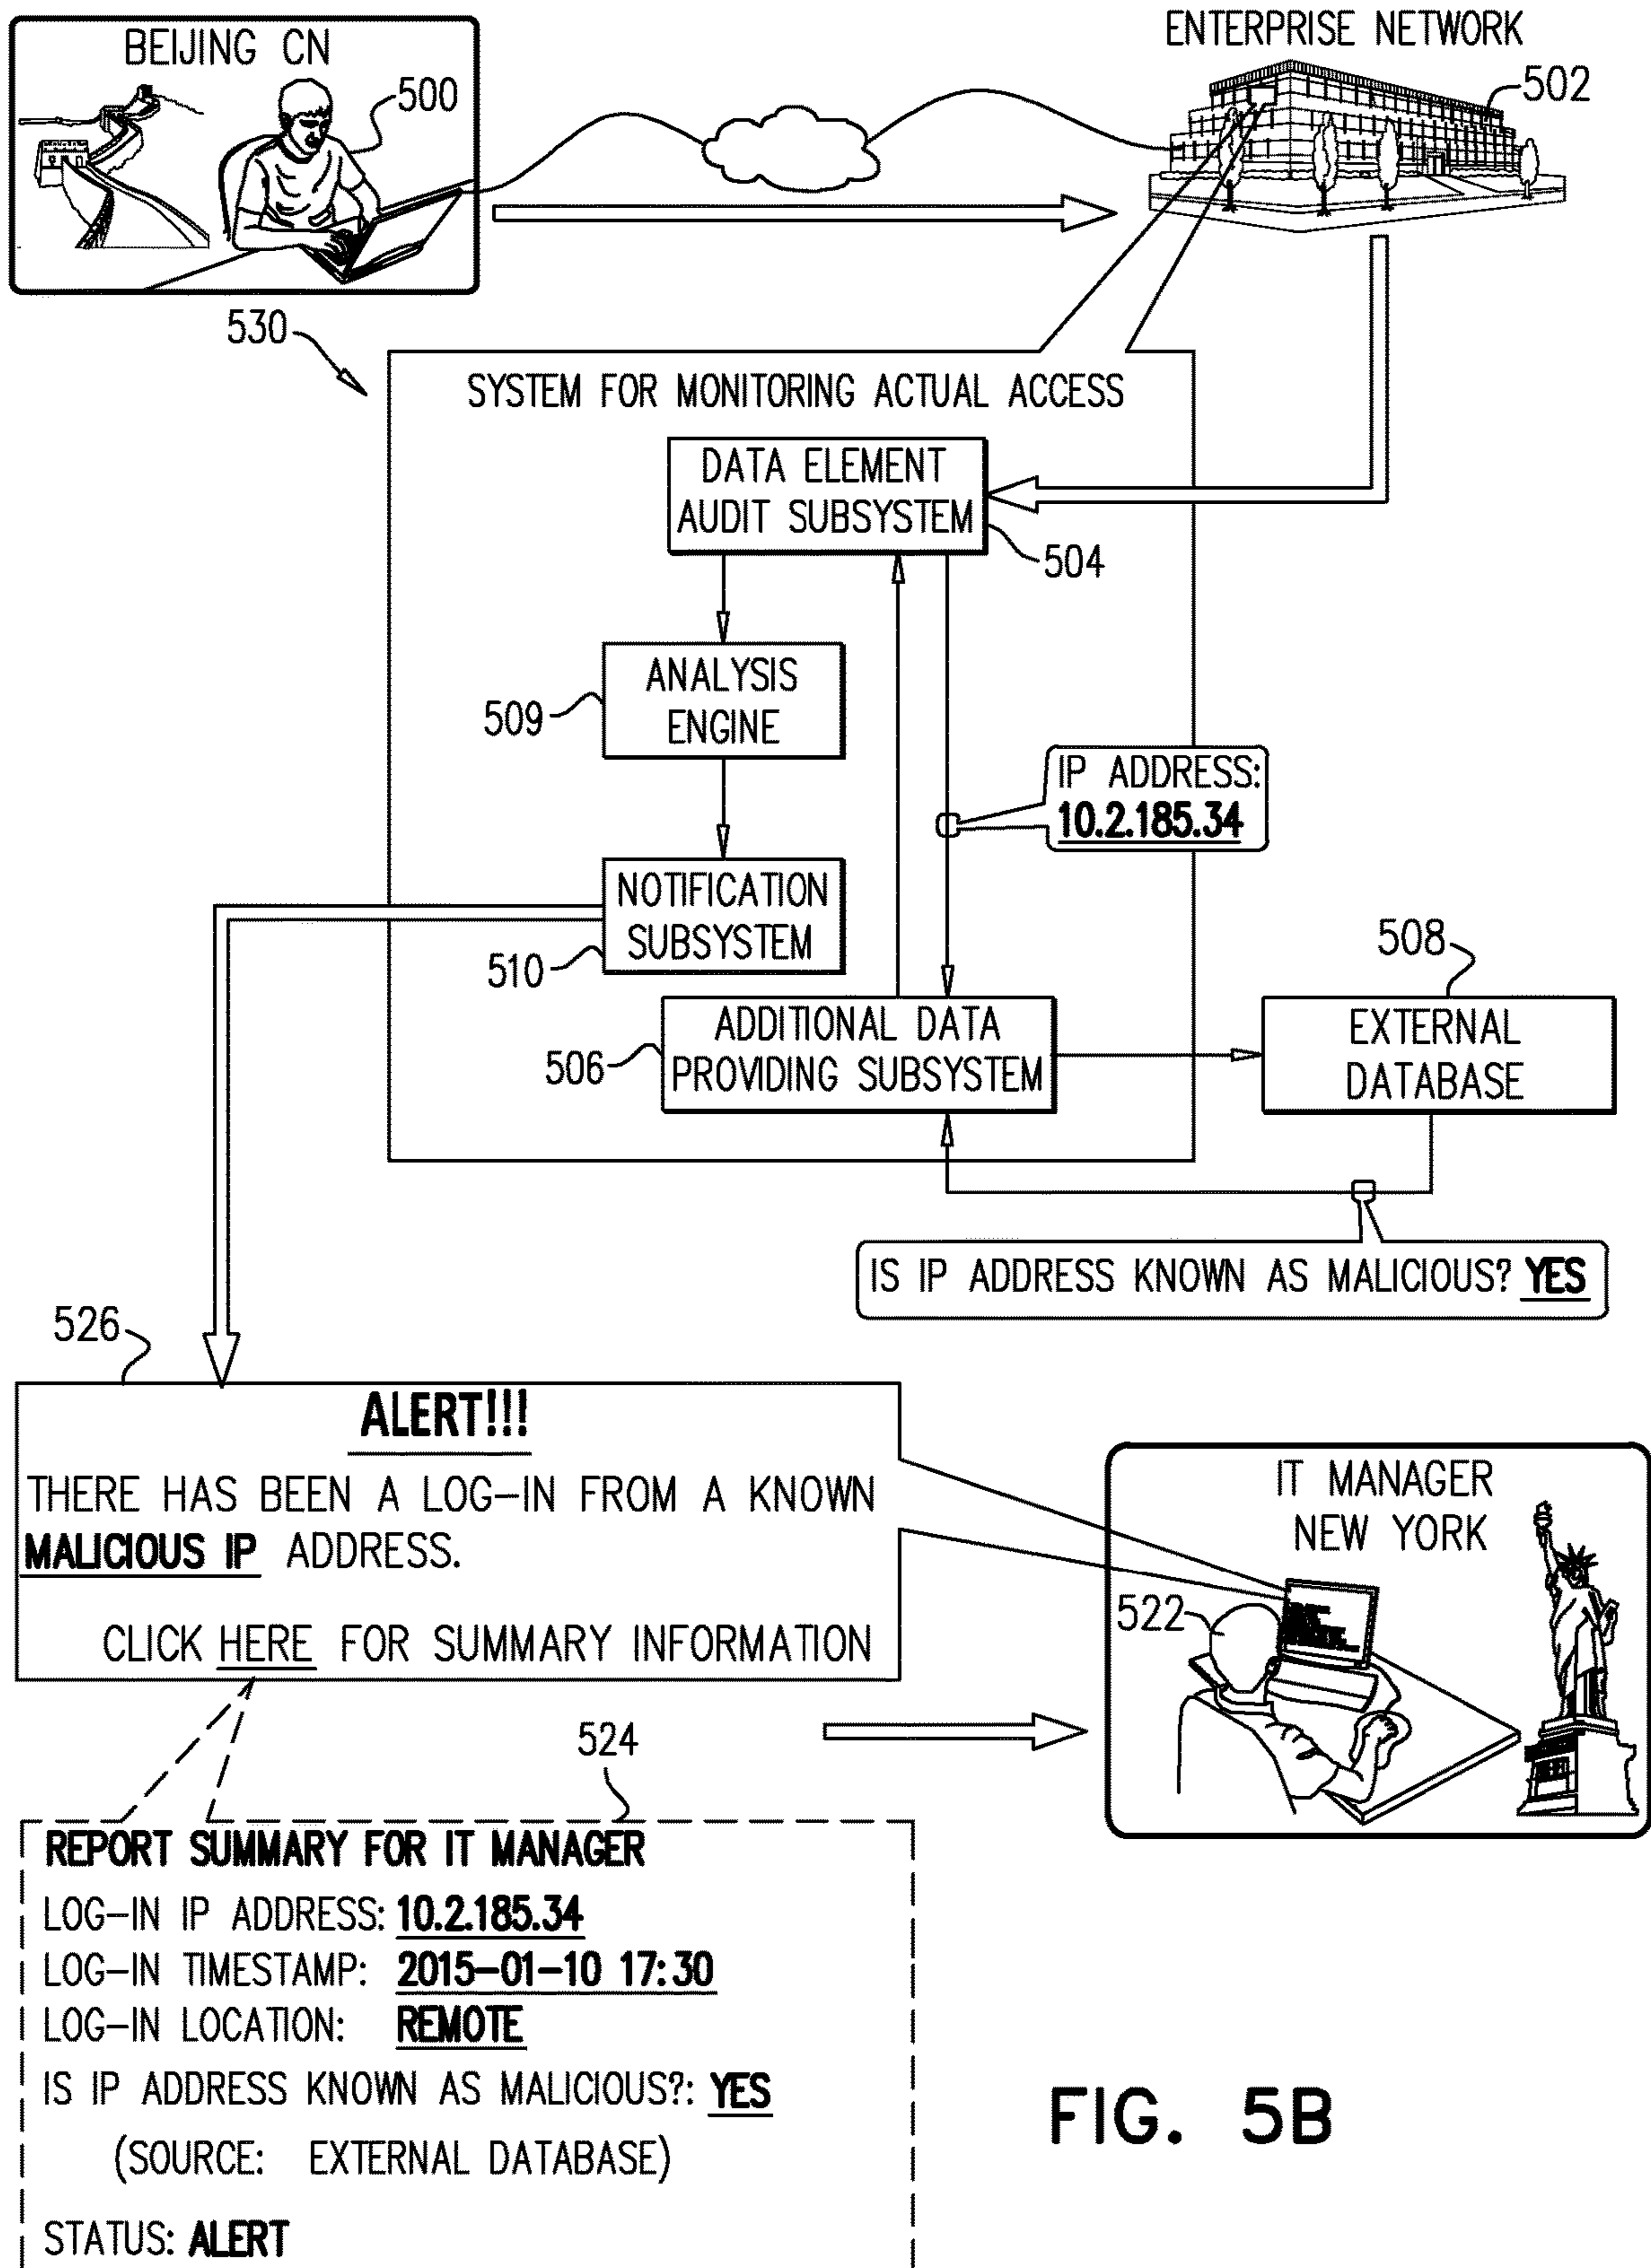 BEIJING CN
500
ENTERPRISE NETWORK
502
530
SYSTEM FOR MONITORING ACTUAL ACCESS
DATA ELEMENT
AUDIT SUBSYSTEM
504
ANALYSIS
ENGINE
509
IP ADDRESS:
10.2.185.34
NOTIFICATION
SUBSYSTEM
510
508
ADDITIONAL DATA
PROVIDING SUBSYSTEM
506
EXTERNAL
DATABASE
IS IP ADDRESS KNOWN AS MALICIOUS? YES
526
ALERT!!!
THERE HAS BEEN A LOG-IN FROM A KNOWN
MALICIOUS IP ADDRESS.
CLICK HERE FOR SUMMARY INFORMATION
IT MANAGER
NEW YORK
522
524
REPORT SUMMARY FOR IT MANAGER
LOG-IN IP ADDRESS: 10.2.185.34
LOG-IN TIMESTAMP: 2015-01-10 17:30
LOG-IN LOCATION: REMOTE
IS IP ADDRESS KNOWN AS MALICIOUS?: YES
(SOURCE: EXTERNAL DATABASE)
STATUS: ALERT
FIG. 5B